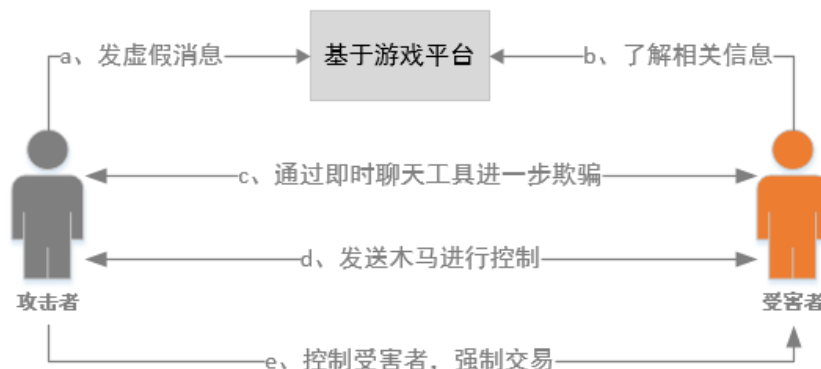 a、发虚假消息
基于游戏平台
b、了解相关信息
c、通过即时聊天工具进一步欺骗
d、发送木马进行控制
攻击者
受害者
e、控制受害者，强制交易